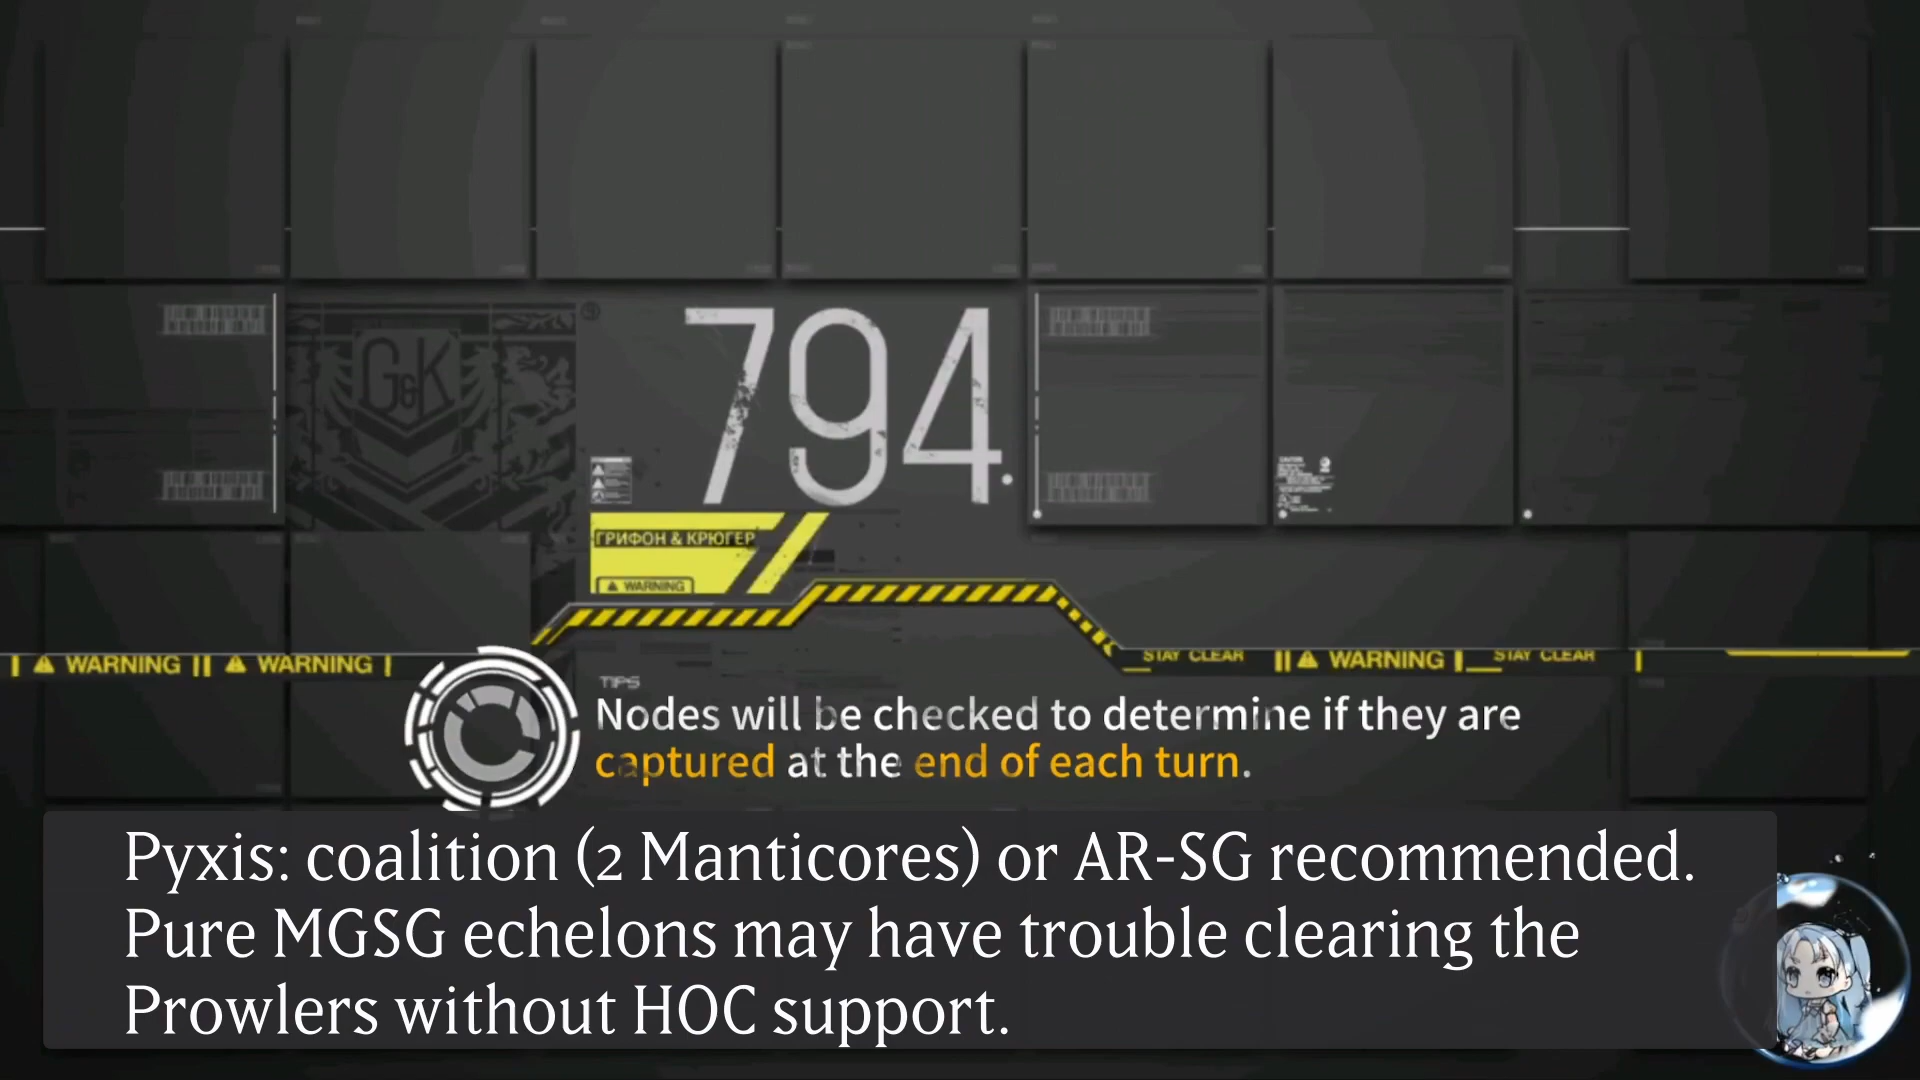 G&K
794.
ГРИФОН & КРЮГЕР
WARNING
WARNING
WARNING
STAY CLEAR
WARNING
STAY CLEAR
TIPS
Nodes will be checked to determine if they are
captured at the end of each turn.
Pyxis: coalition (2 Manticores) or AR-SG recommended.
Pure MGSG echelons may have trouble clearing the
Prowlers without HOC support.